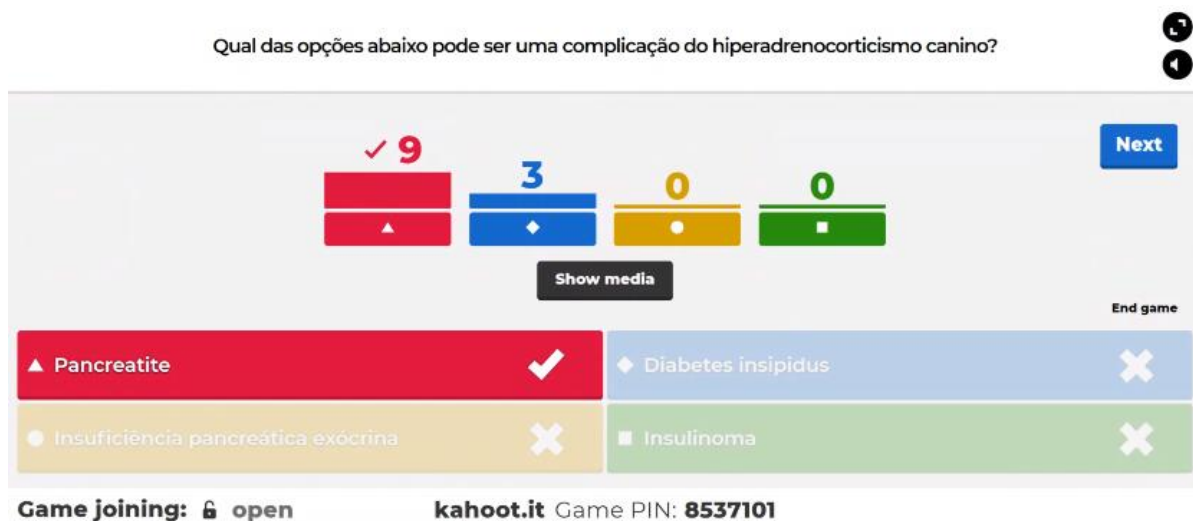 Qual das opções abaixo pode ser uma complicação do hiperadrenocorticismo canino?
9
3
0
0
Next
Show media
End game
Pancreatite
Diabetes insipidus
Insuficiência pancreática exócrina
Insulinoma
Game joining: open
kahoot.it Game PIN: 8537101